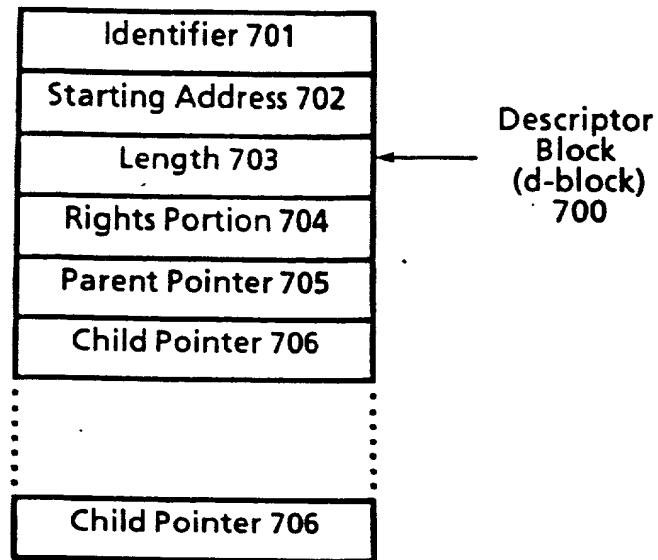 Identifier 701
Starting Address 702
Length 703
Rights Portion 704
Parent Pointer 705
Child Pointer 706
Child Pointer 706
Descriptor
Block
(d-block)
700